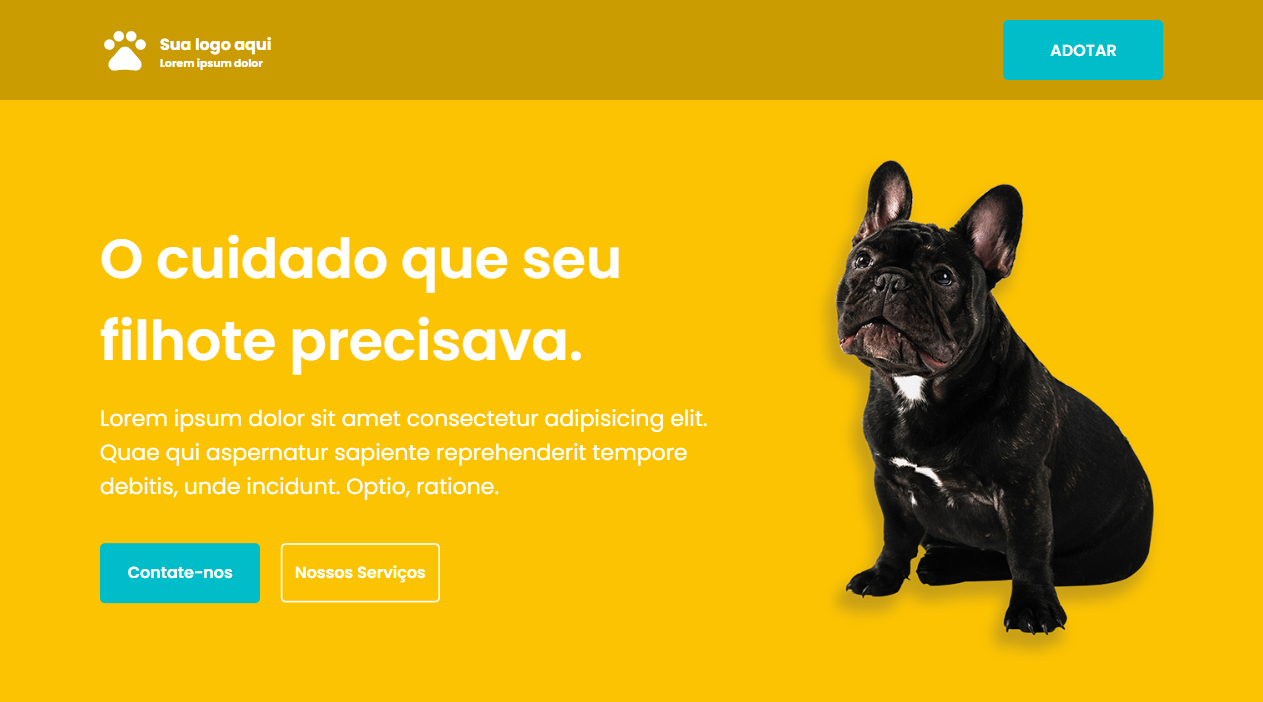 Sua logo aqui
Lorem ipsum dolor
ADOTAR
O cuidado que seu
filhote precisava.
Lorem ipsum dolor sit amet consectetur adipisicing elit.
Quae qui aspernatur sapiente reprehenderit tempore
debitis, unde incidunt. Optio, ratione.
Contate-nos
Nossos Serviços